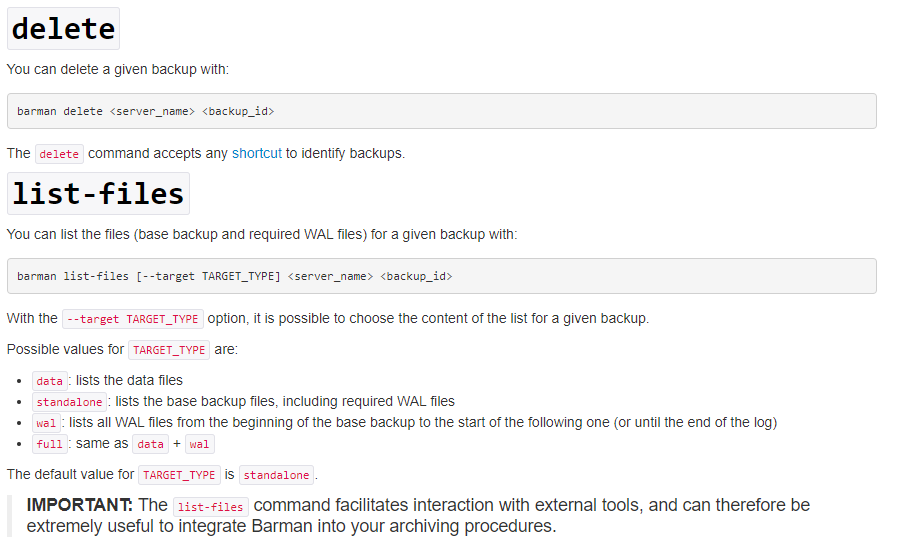 delete
You can delete a given backup with:
barman delete <server_name> <backup_id>
The delete command accepts any shortcut to identify backups.
list-files
You can list the files (base backup and required WAL files) for a given backup with:
barman list-files [--target TARGET_TYPE] <server_name> <backup_id>
With the --target TARGET_TYPE option, it is possible to choose the content of the list for a given backup.
Possible values for TARGET_TYPE are:
• data: lists the data files
• standalone: lists the base backup files, including required WAL files
• wal: lists all WAL files from the beginning of the base backup to the start of the following one (or until the end of the log)
• full: same as data + wal
The default value for TARGET_TYPE is standalone.
IMPORTANT: The list-files command facilitates interaction with external tools, and can therefore be
extremely useful to integrate Barman into your archiving procedures.